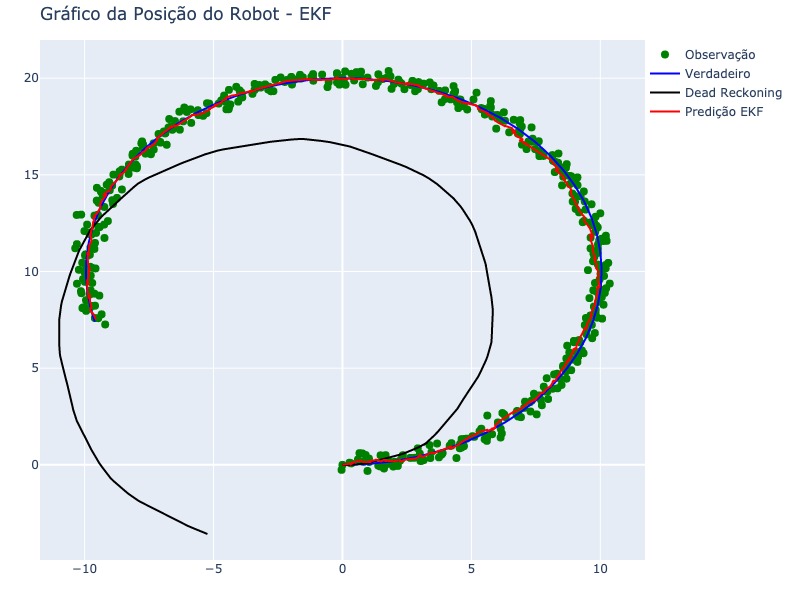 Gráfico da Posição do Robot - EKF
Observação
Verdadeiro
Dead Reckoning
Predição EKF
20
15
10
5
0
−10
−5
0
5
10